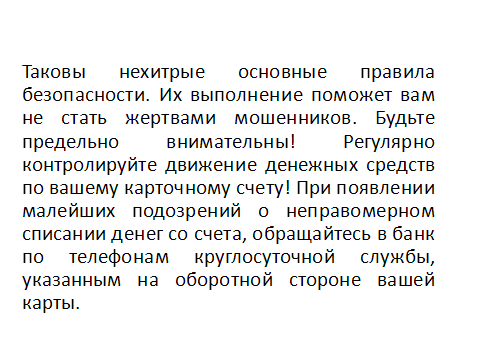 Таковы нехитрые основные правила
безопасности. Их выполнение поможет вам
не стать жертвами мошенников. Будьте
предельно внимательны! Регулярно
контролируйте движение денежных средств
по вашему карточному счету! При появлении
малейших подозрений о неправомерном
списании денег со счета, обращайтесь в банк
по телефонам круглосуточной службы,
указанным на оборотной стороне вашей
карты.